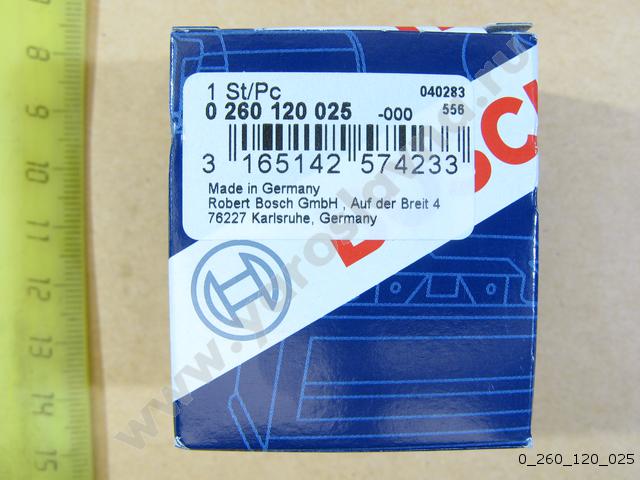 1 St/Pc
040283
0 260 120 025 -000 556
3 165142 574233
Made in Germany
Robert Bosch GmbH , Auf der Breit 4
76227 Karlsruhe, Germany
BOSCH
8
9
10
11
12
13
14
15
0_260_120_025